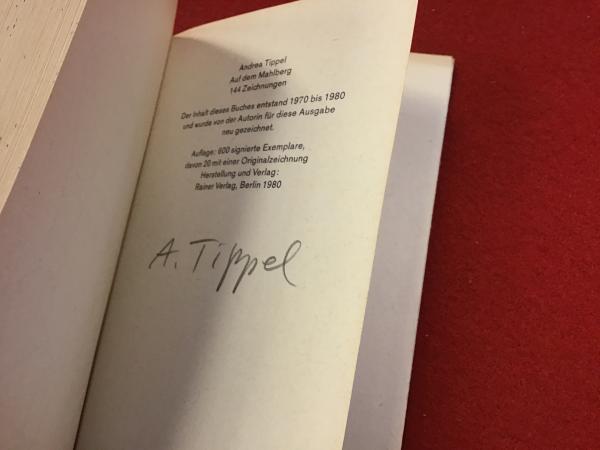 Andrea Tippel
Auf dem Mahlberg
144 Zeichnungen
Der Inhalt dieses Buches entstand 1970 bis 1980
und wurde von der Autorin für diese Ausgabe
neu gezeichnet.
Auflage: 600 signierte Exemplare,
davon 20 mit einer Originalzeichnung
Herstellung und Verlag:
Rainer Verlag, Berlin 1980
A. Tippel